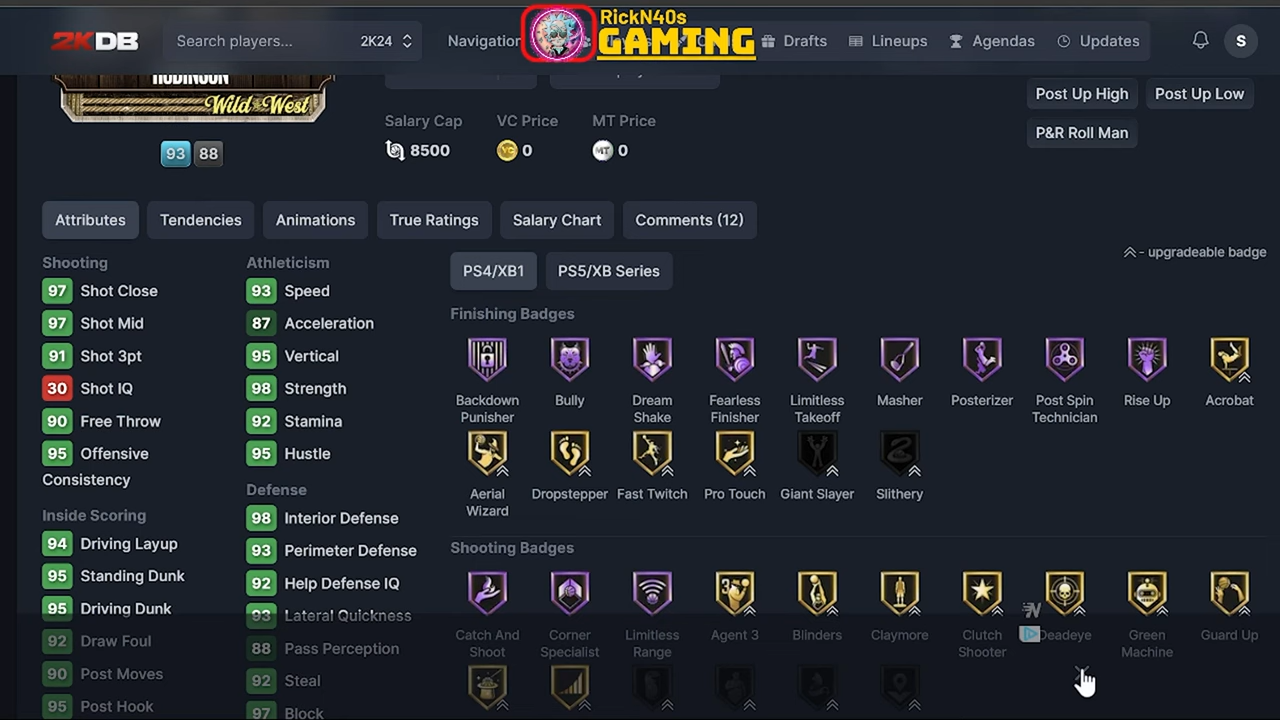 RickN40s
GAMING
2KDB
Search players...
2K24
Navigation
Drafts
Lineups
Agendas
Updates
S
ROBINSON
Wild West
93 88
Salary Cap
8500
VC Price
VC 0
MT Price
MT 0
Post Up High
Post Up Low
P&R Roll Man
Attributes
Tendencies
Animations
True Ratings
Salary Chart
Comments (12)
- upgradeable badge
Shooting
97 Shot Close
97 Shot Mid
91 Shot 3pt
30 Shot IQ
90 Free Throw
95 Offensive
Consistency
Inside Scoring
94 Driving Layup
95 Standing Dunk
95 Driving Dunk
92 Draw Foul
90 Post Moves
95 Post Hook
Athleticism
93 Speed
87 Acceleration
95 Vertical
98 Strength
92 Stamina
95 Hustle
Defense
98 Interior Defense
93 Perimeter Defense
92 Help Defense IQ
93 Lateral Quickness
88 Pass Perception
92 Steal
97 Block
PS4/XB1
PS5/XB Series
Finishing Badges
Backdown
Punisher
Bully
Dream
Shake
Fearless
Finisher
Limitless
Takeoff
Masher
Posterizer
Post Spin
Technician
Rise Up
Acrobat
Aerial
Wizard
Dropstepper
Fast Twitch
Pro Touch
Giant Slayer
Slithery
Shooting Badges
Catch And
Shoot
Corner
Specialist
Limitless
Range
Agent 3
Blinders
Claymore
Clutch
Shooter
Deadeye
Green
Machine
Guard Up